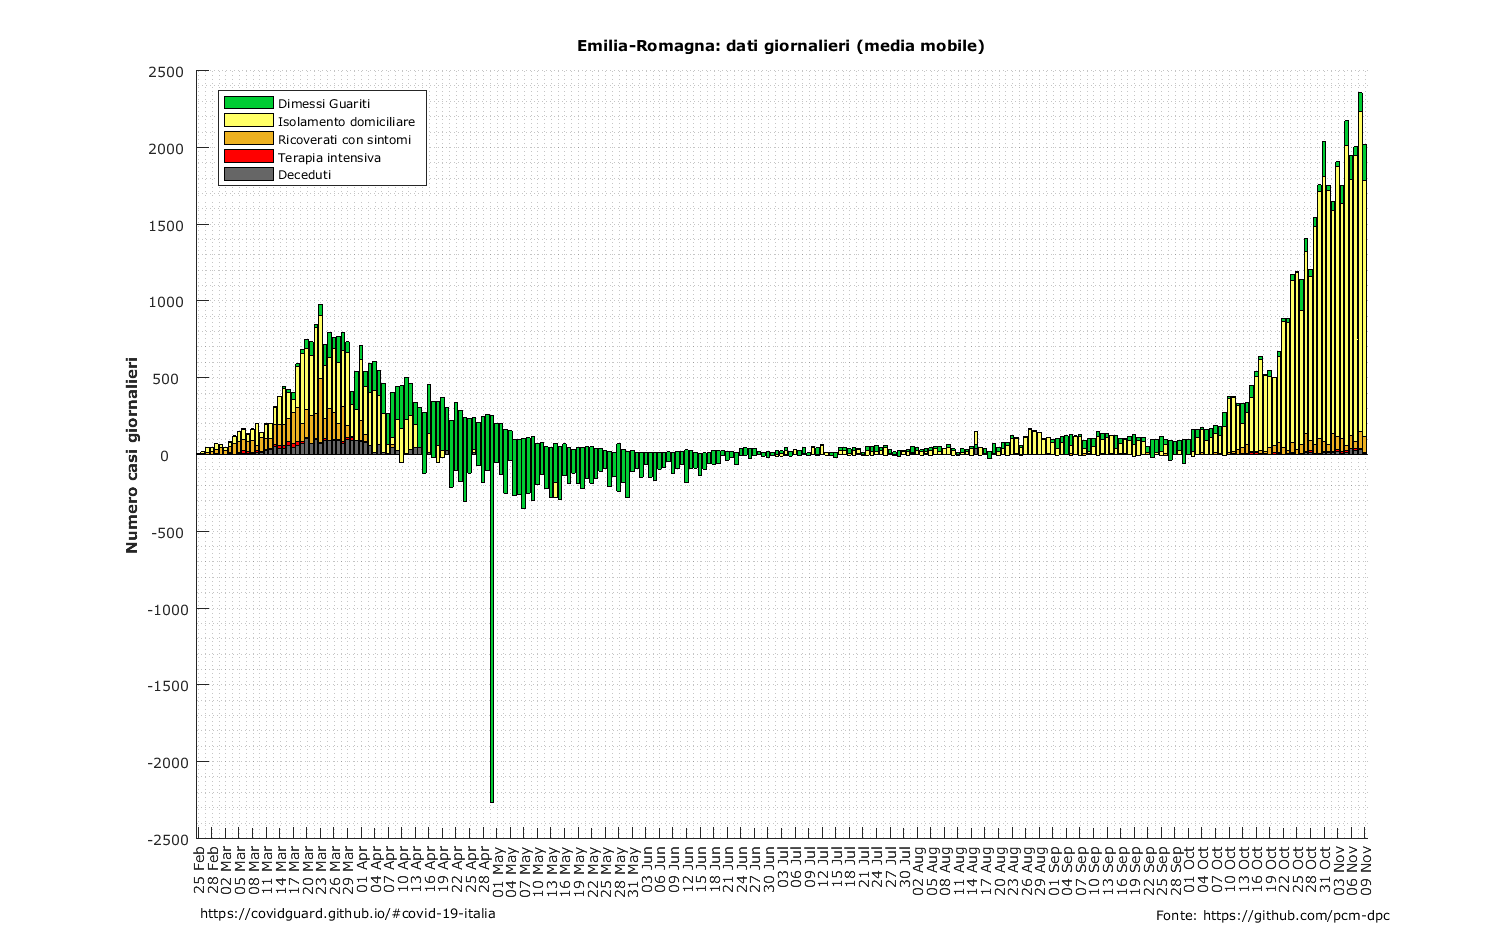 Emilia-Romagna: dati giornalieri (media mobile)
Numero casi giornalieri
2500
2000
1500
1000
500
0
-500
-1000
-1500
-2000
-2500
Dimessi Guariti
Isolamento domiciliare
Ricoverati con sintomi
Terapia intensiva
Deceduti
25 Feb
28 Feb
02 Mar
05 Mar
08 Mar
11 Mar
14 Mar
17 Mar
20 Mar
23 Mar
26 Mar
29 Mar
01 Apr
04 Apr
07 Apr
10 Apr
13 Apr
16 Apr
19 Apr
22 Apr
25 Apr
28 Apr
01 May
04 May
07 May
10 May
13 May
16 May
19 May
22 May
25 May
28 May
31 May
03 Jun
06 Jun
09 Jun
12 Jun
15 Jun
18 Jun
21 Jun
24 Jun
27 Jun
30 Jun
03 Jul
06 Jul
09 Jul
12 Jul
15 Jul
18 Jul
21 Jul
24 Jul
27 Jul
30 Jul
02 Aug
05 Aug
08 Aug
11 Aug
14 Aug
17 Aug
20 Aug
23 Aug
26 Aug
29 Aug
01 Sep
04 Sep
07 Sep
10 Sep
13 Sep
16 Sep
19 Sep
22 Sep
25 Sep
28 Sep
01 Oct
04 Oct
07 Oct
10 Oct
13 Oct
16 Oct
19 Oct
22 Oct
25 Oct
28 Oct
31 Oct
03 Nov
06 Nov
09 Nov
https://covidguard.github.io/#covid-19-italia
Fonte: https://github.com/pcm-dpc